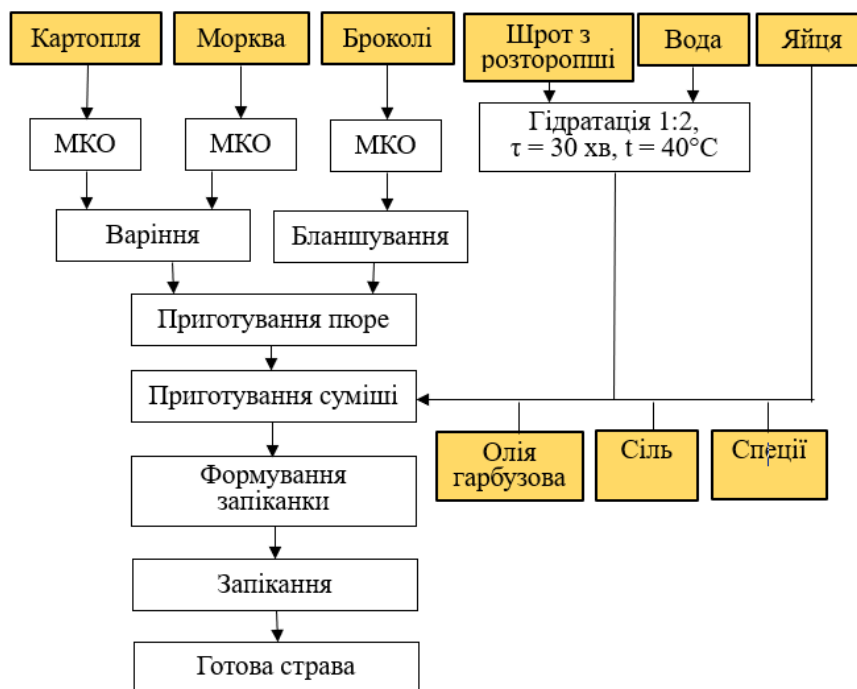 Картопля
Морква
Броколі
Шрот з
розторопші
Вода
Яйця
МКО
МКО
МКО
Гідратація 1:2,
τ = 30 хв, t = 40°C
Варіння
Бланшування
Приготування пюре
Приготування суміші
Олія
гарбузова
Сіль
Спеції
Формування
запіканки
Запікання
Готова страва